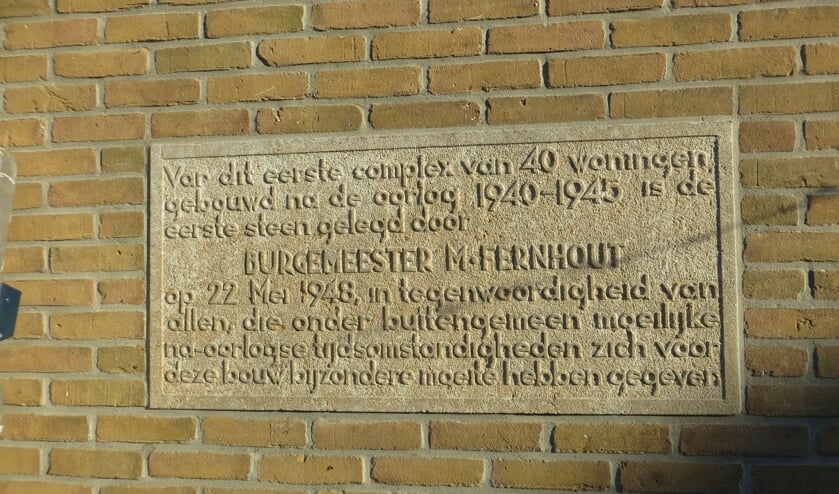 Van dit eerste complex van 40 woningen,
gebouwd na de oorlog 1940-1945 is de
eerste steen gelegd door
BURGEMEESTER M. FERNHOUT
op 22 Mei 1948, in tegenwoordigheid van
allen, die onder buitengemeen moeilijke
na-oorlogse tijdsomstandigheden zich voor
deze bouw bijzondere moeite hebben gegeven